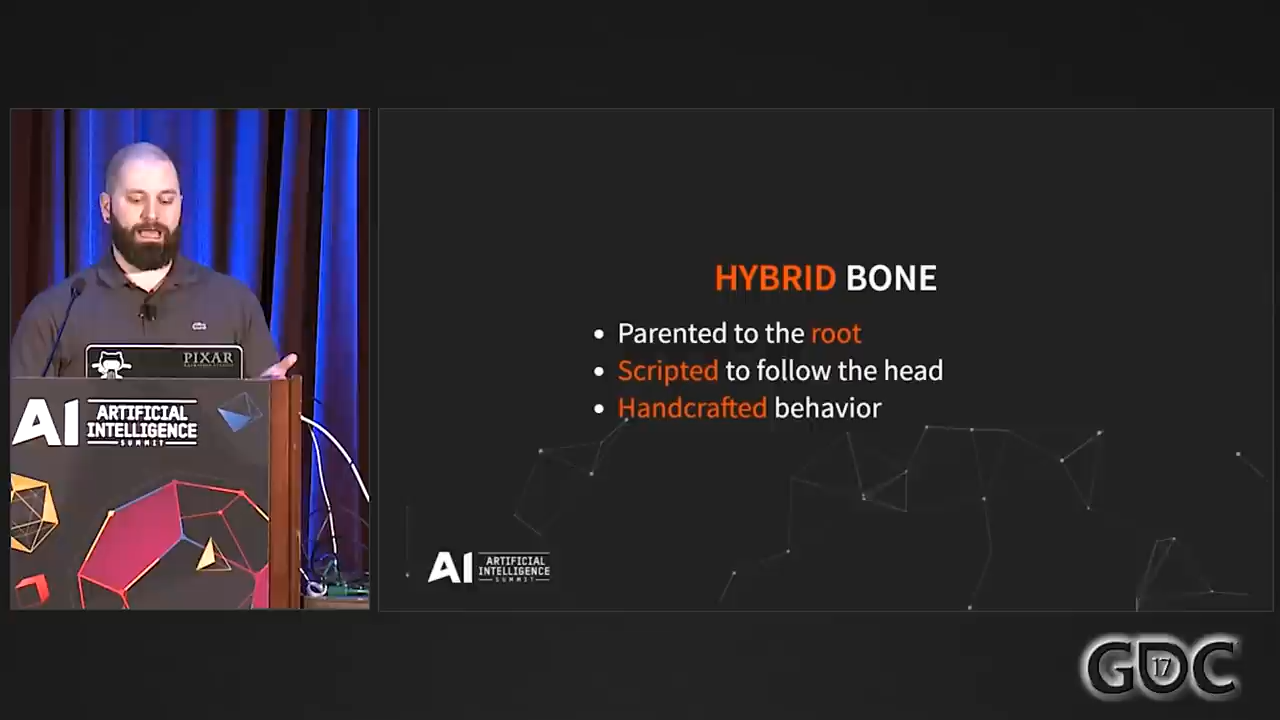 HYBRID BONE
• Parented to the root
• Scripted to follow the head
• Handcrafted behavior
PIXAR
AI ARTIFICIAL
INTELLIGENCE
SUMMIT
AI ARTIFICIAL
INTELLIGENCE
SUMMIT
GDC
17